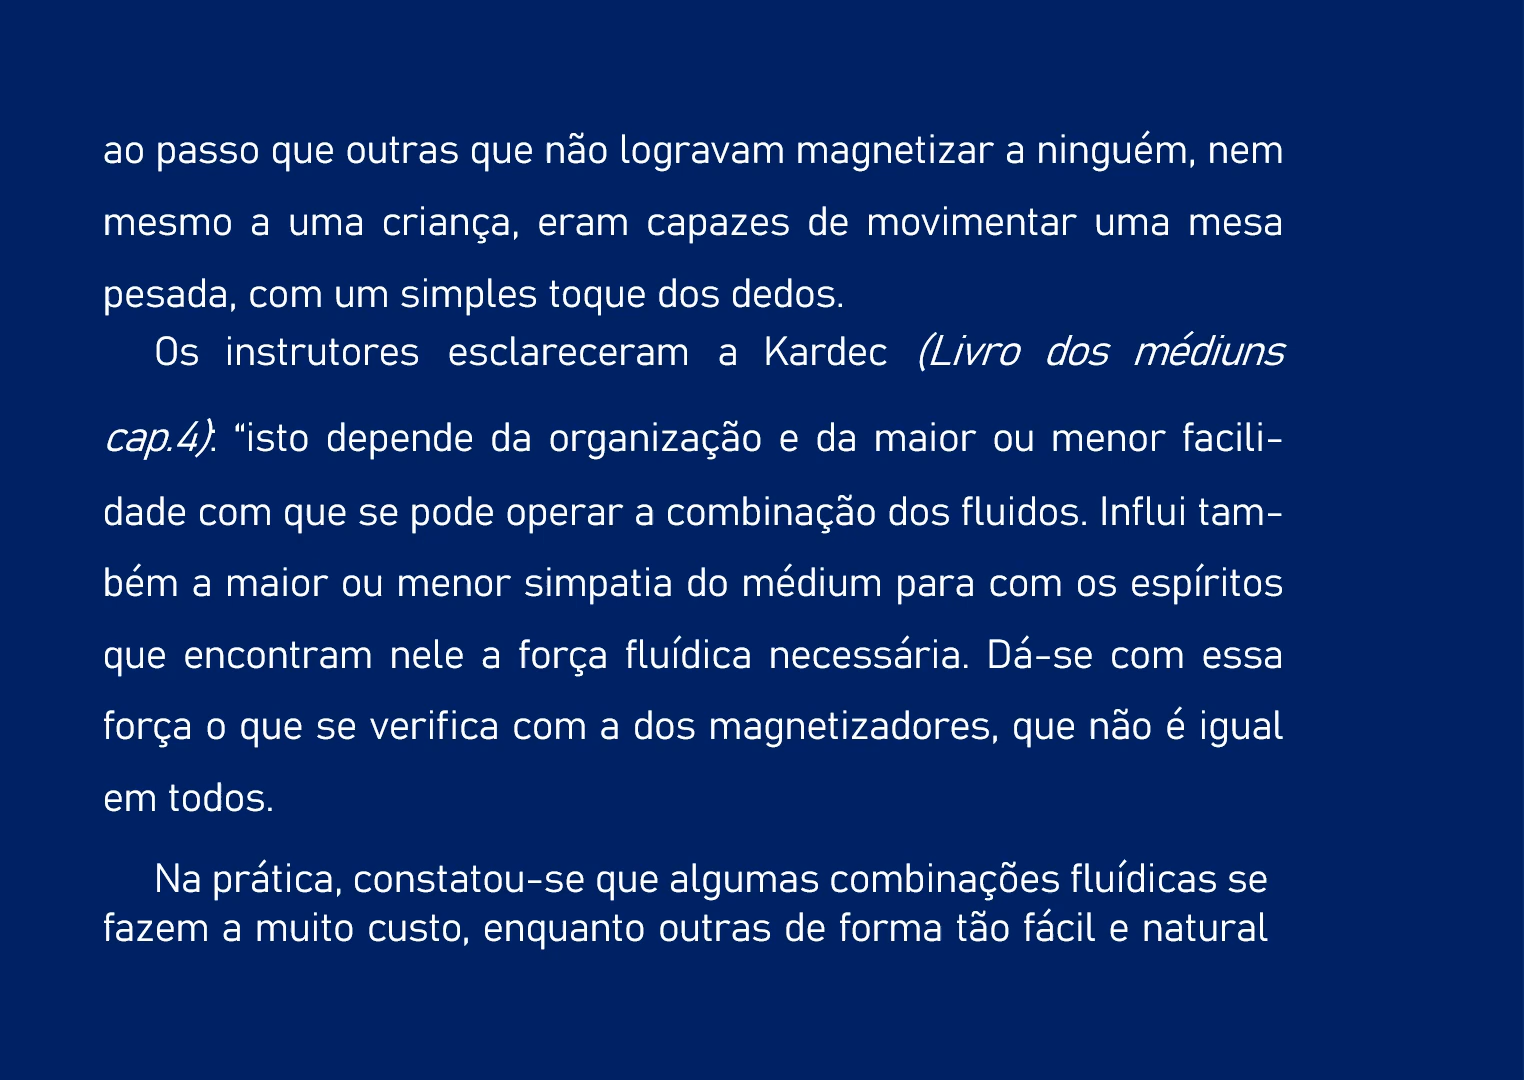 ao passo que outras que não logravam magnetizar a ninguém, nem
mesmo a uma criança, eram capazes de movimentar uma mesa
pesada, com um simples toque dos dedos.
Os instrutores esclareceram a Kardec (Livro dos médiuns
cap.4): “isto depende da organização e da maior ou menor facili-
dade com que se pode operar a combinação dos fluidos. Influi tam-
bém a maior ou menor simpatia do médium para com os espíritos
que encontram nele a força fluídica necessária. Dá-se com essa
força o que se verifica com a dos magnetizadores, que não é igual
em todos.
Na prática, constatou-se que algumas combinações fluídicas se
fazem a muito custo, enquanto outras de forma tão fácil e natural